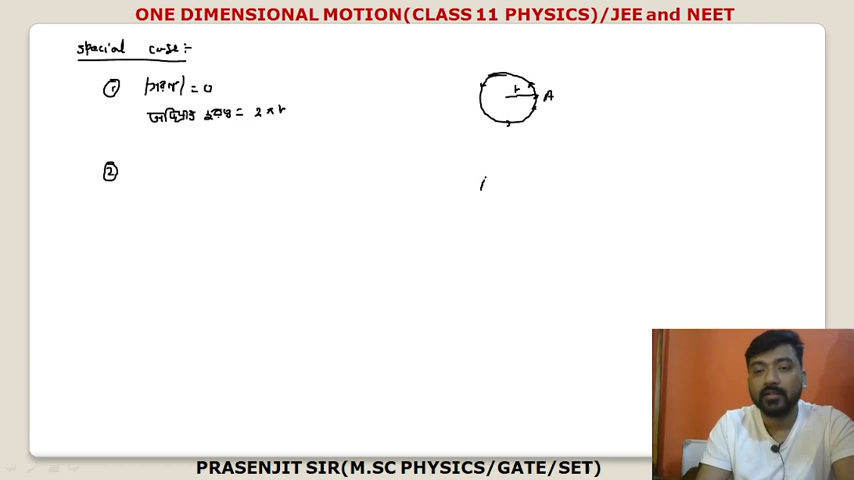 ONE DIMENSIONAL MOTION(CLASS 11 PHYSICS)/JEE and NEET
special case:-
① |সরণ| = 0
অতিক্রান্ত দূরত্ব = 2πr
r A
②
PRASENJIT SIR(M.SC PHYSICS/GATE/SET)